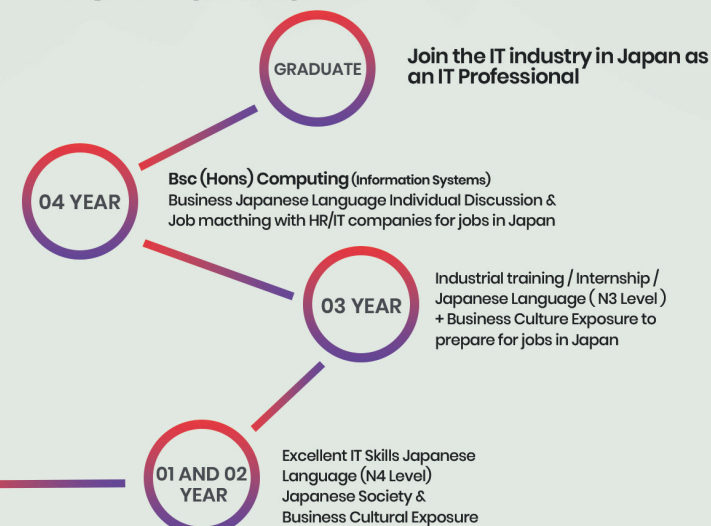 GRADUATE
Join the IT industry in Japan as
an IT Professional
04 YEAR
Bsc (Hons) Computing (Information Systems)
Business Japanese Language Individual Discussion &
Job macthing with HR/IT companies for jobs in Japan
03 YEAR
Industrial training / Internship /
Japanese Language ( N3 Level )
+ Business Culture Exposure to
prepare for jobs in Japan
01 AND 02
YEAR
Excellent IT Skills Japanese
Language (N4 Level)
Japanese Society &
Business Cultural Exposure